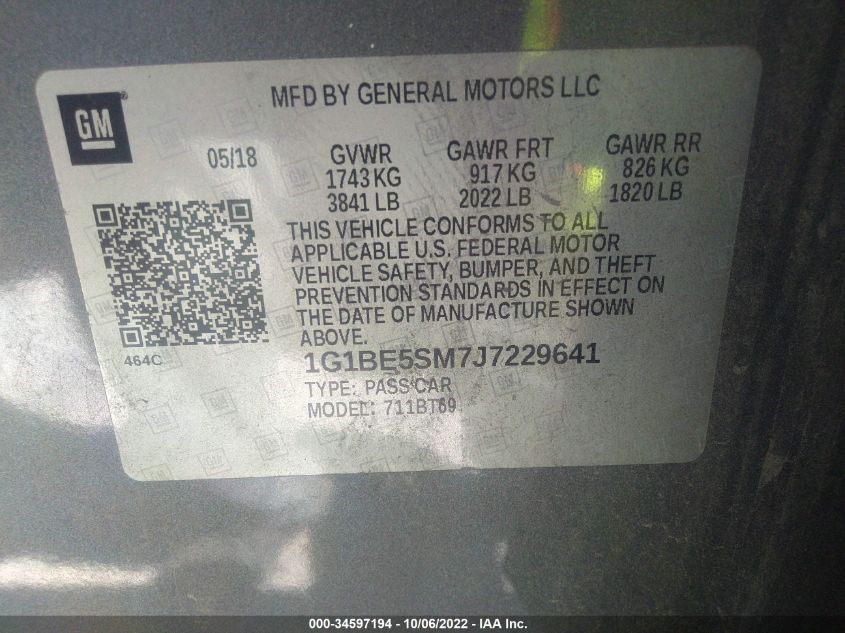 GM
MFD BY GENERAL MOTORS LLC
05/18 GVWR GAWR FRT GAWR RR
1743 KG 917 KG 826 KG
3841 LB 2022 LB 1820 LB
THIS VEHICLE CONFORMS TO ALL
APPLICABLE U.S. FEDERAL MOTOR
VEHICLE SAFETY, BUMPER, AND THEFT
PREVENTION STANDARDS IN EFFECT ON
THE DATE OF MANUFACTURE SHOWN
ABOVE.
464C
1G1BE5SM7J7229641
TYPE: PASS CAR
MODEL: 711BT69
000-34597194 - 10/06/2022 - IAA Inc.